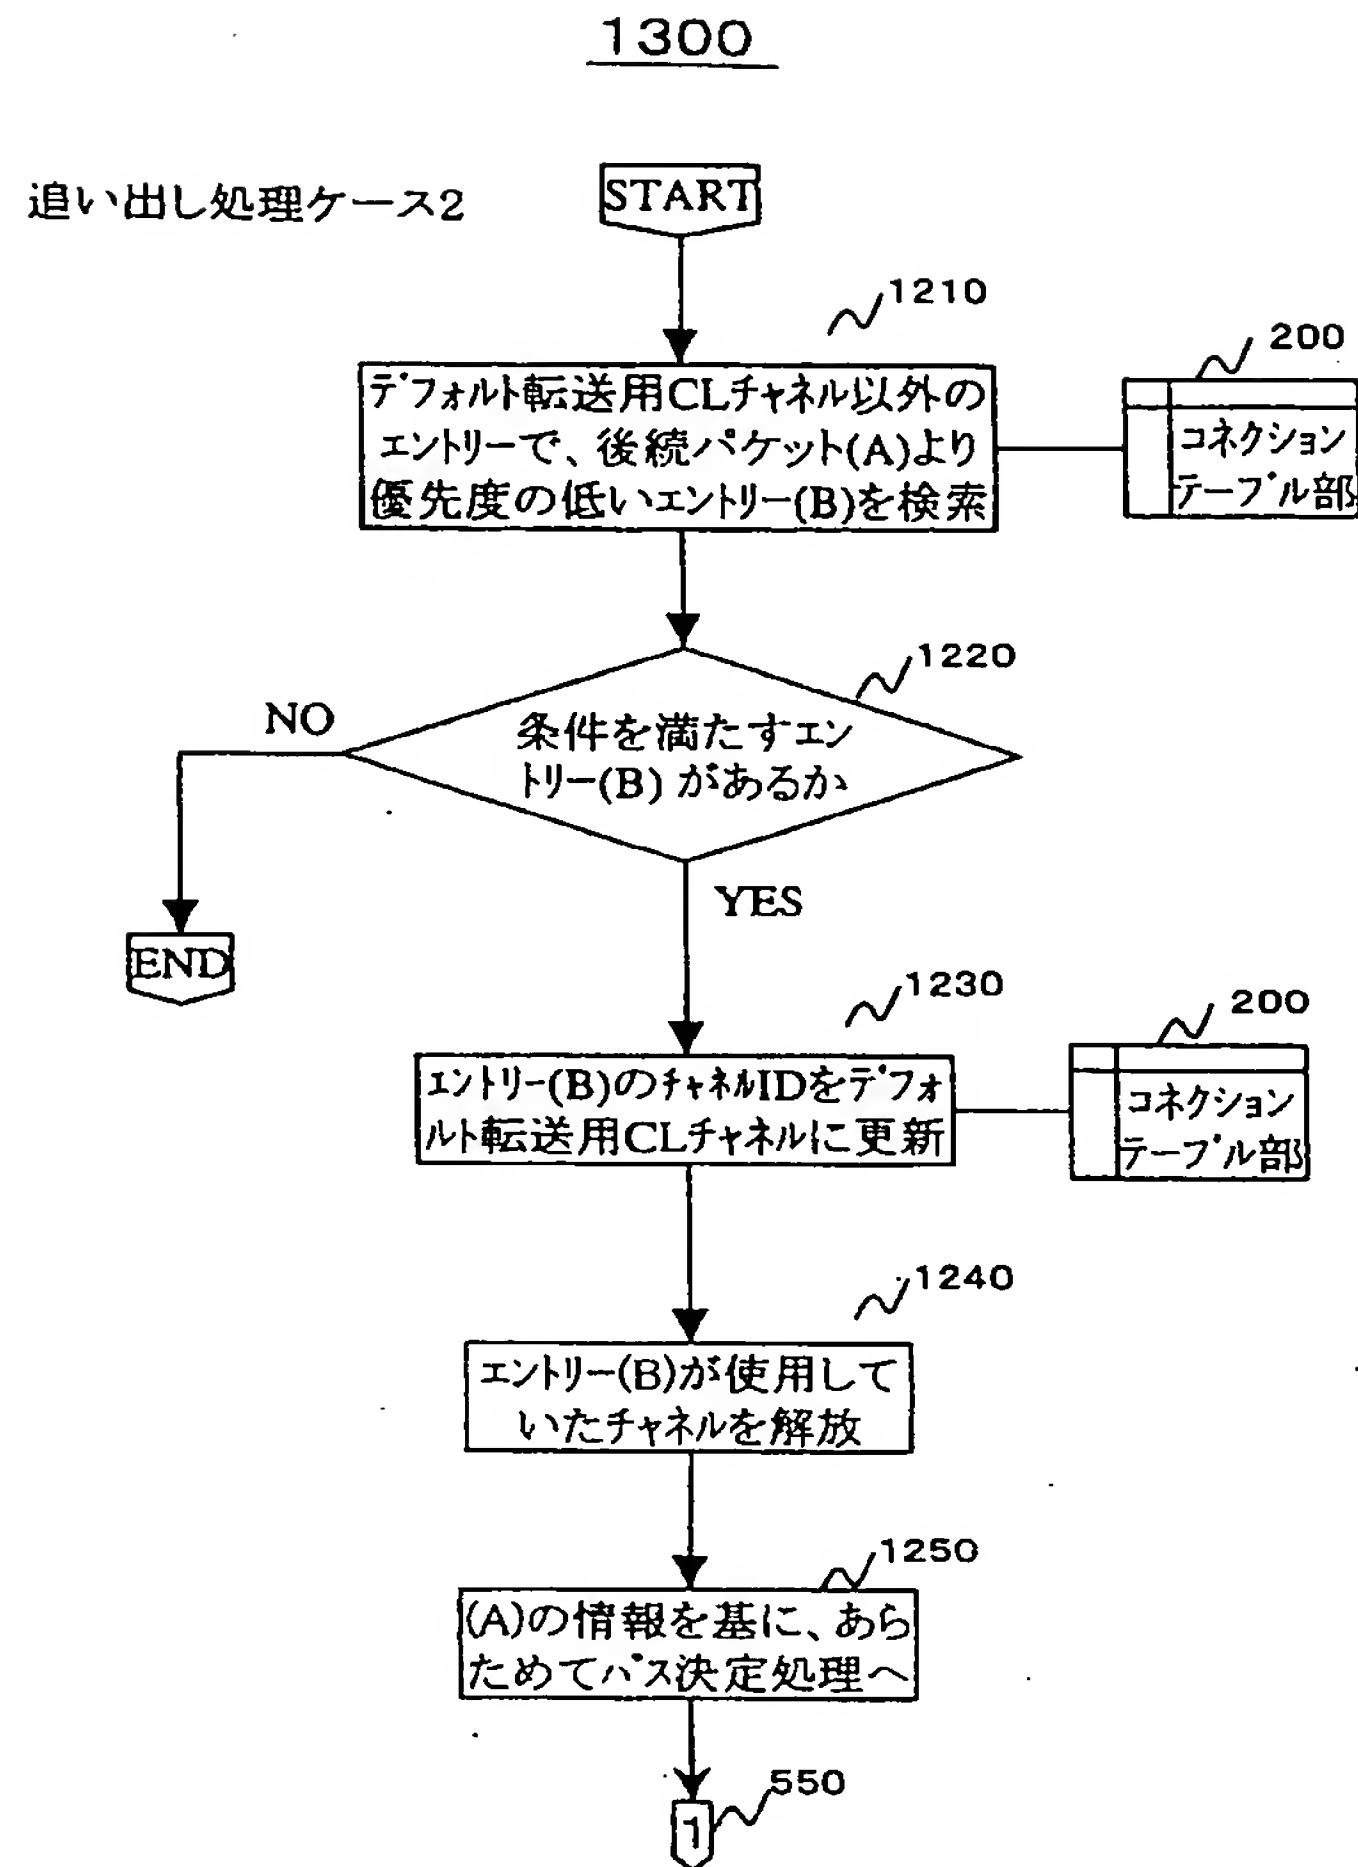 1300
追い出し処理ケース2
START
1210
デフォルト転送用CLチャネル以外の
エントリーで、後続パケット(A)より
優先度の低いエントリー(B)を検索
200
コネクション
テーブル部
1220
条件を満たすエン
トリー(B) があるか
NO
YES
END
1230
エントリー(B)のチャネルIDをデフォ
ルト転送用CLチャネルに更新
200
コネクション
テーブル部
1240
エントリー(B)が使用して
いたチャネルを解放
1250
(A)の情報を基に、あら
ためてパス決定処理へ
550
1